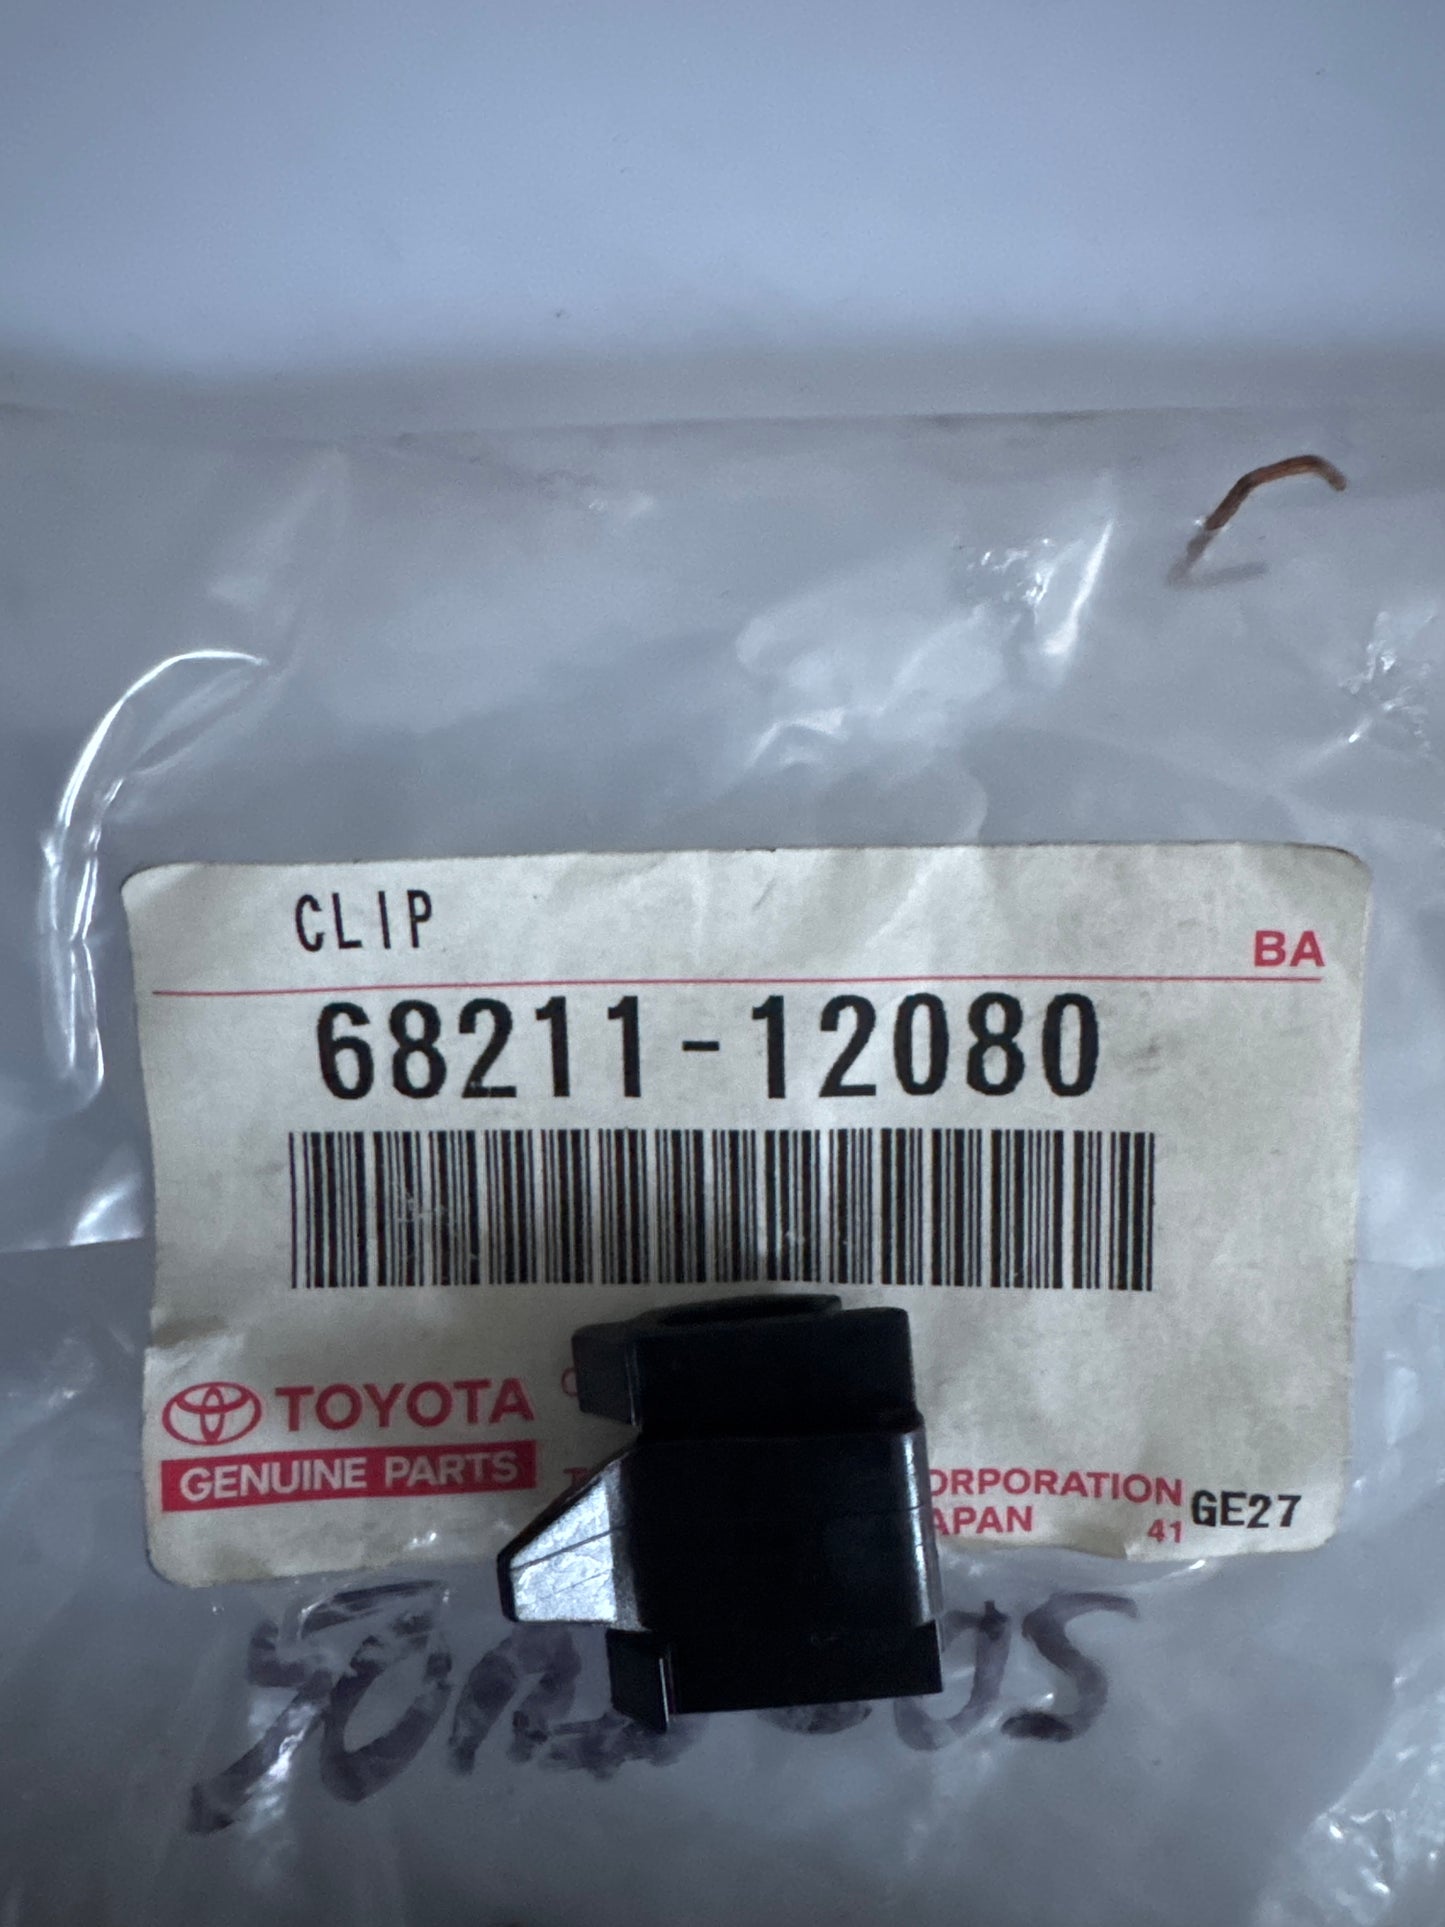 CLIP
BA
68211-12080
TOYOTA
GENUINE PARTS
ORPORATION
APAN 41
GE27